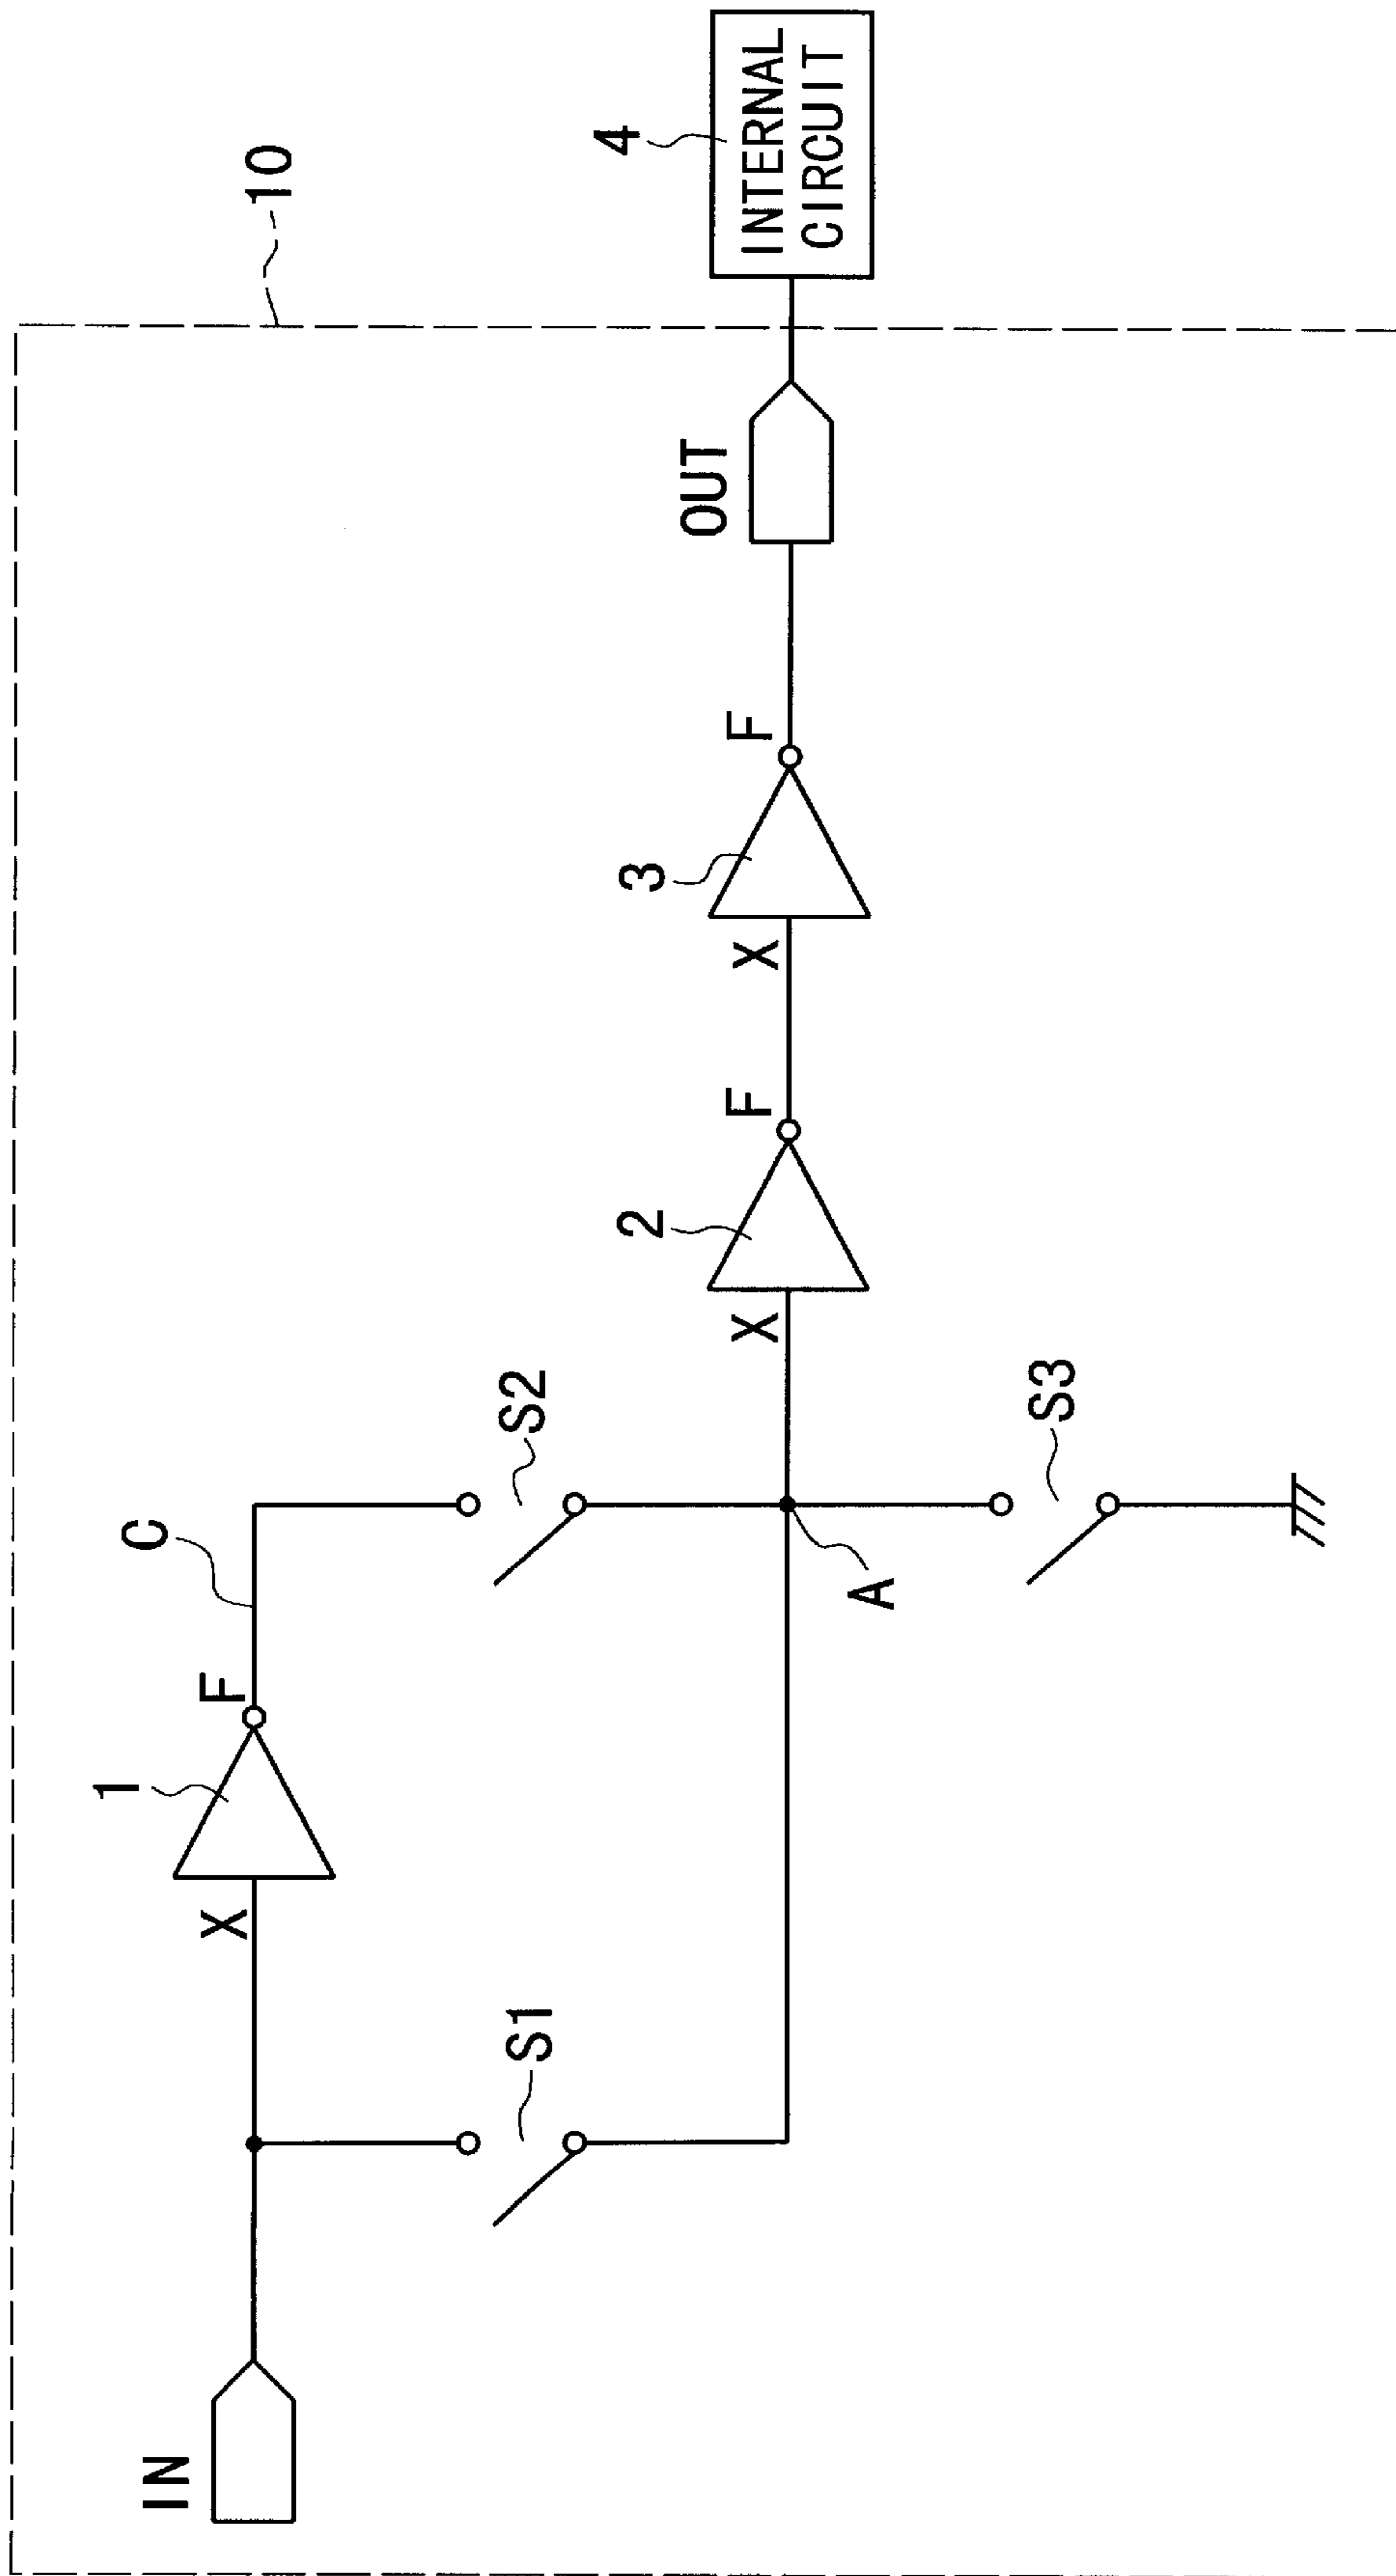 10
IN
X
1
F
C
S1
S2
A
S3
X
2
F
X
3
F
OUT
4
INTERNAL
CIRCUIT